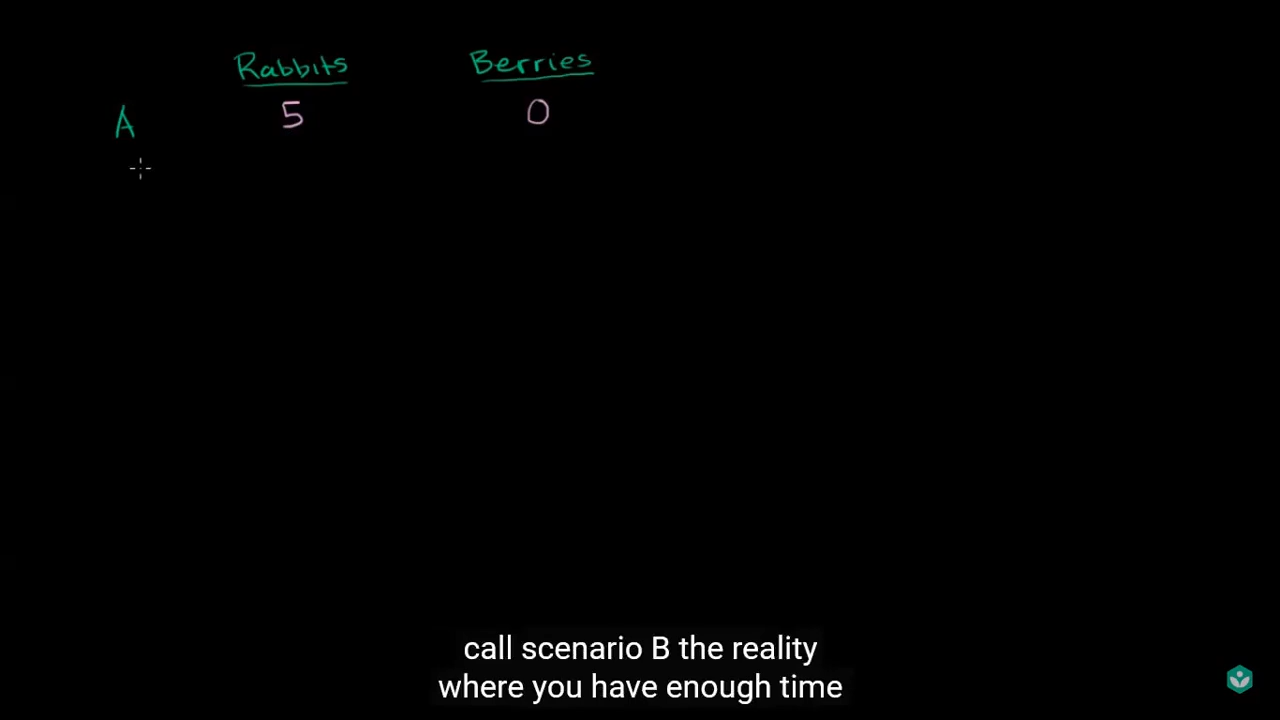 Rabbits Berries
A 5 0
call scenario B the reality
where you have enough time